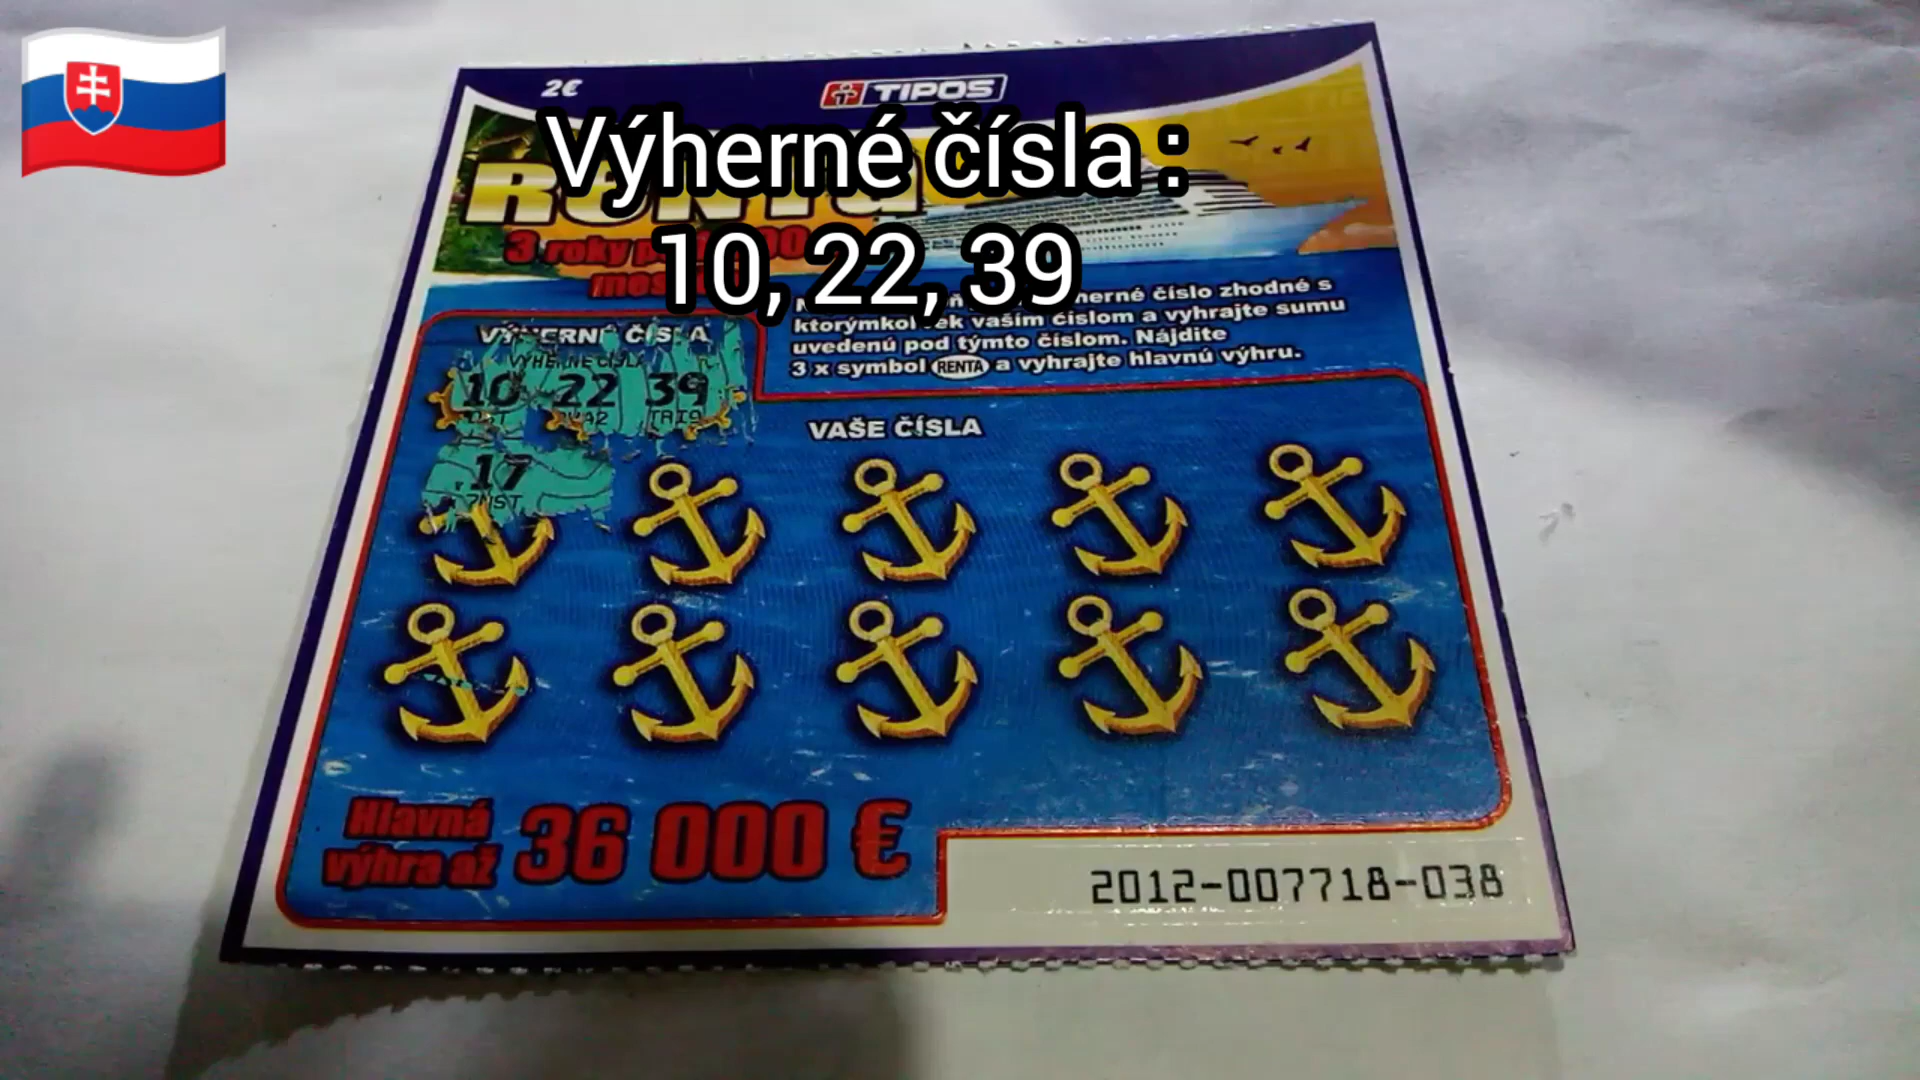 2€
TIPOS
Výherné čísla :
10, 22, 39
3 roky
herné číslo zhodné s
vaším číslom a vyhrajte sumu
uvedenú pod týmto číslom. Nájdite
3 x symbol RENTA a vyhrajte hlavnú výhru.
VÝHERNÉ ČÍSLA
VÝHERNÉ ČÍSLA
10 22 39
VAŠE ČÍSLA
17
Hlavná
výhra až 36 000 €
2012-007718-038